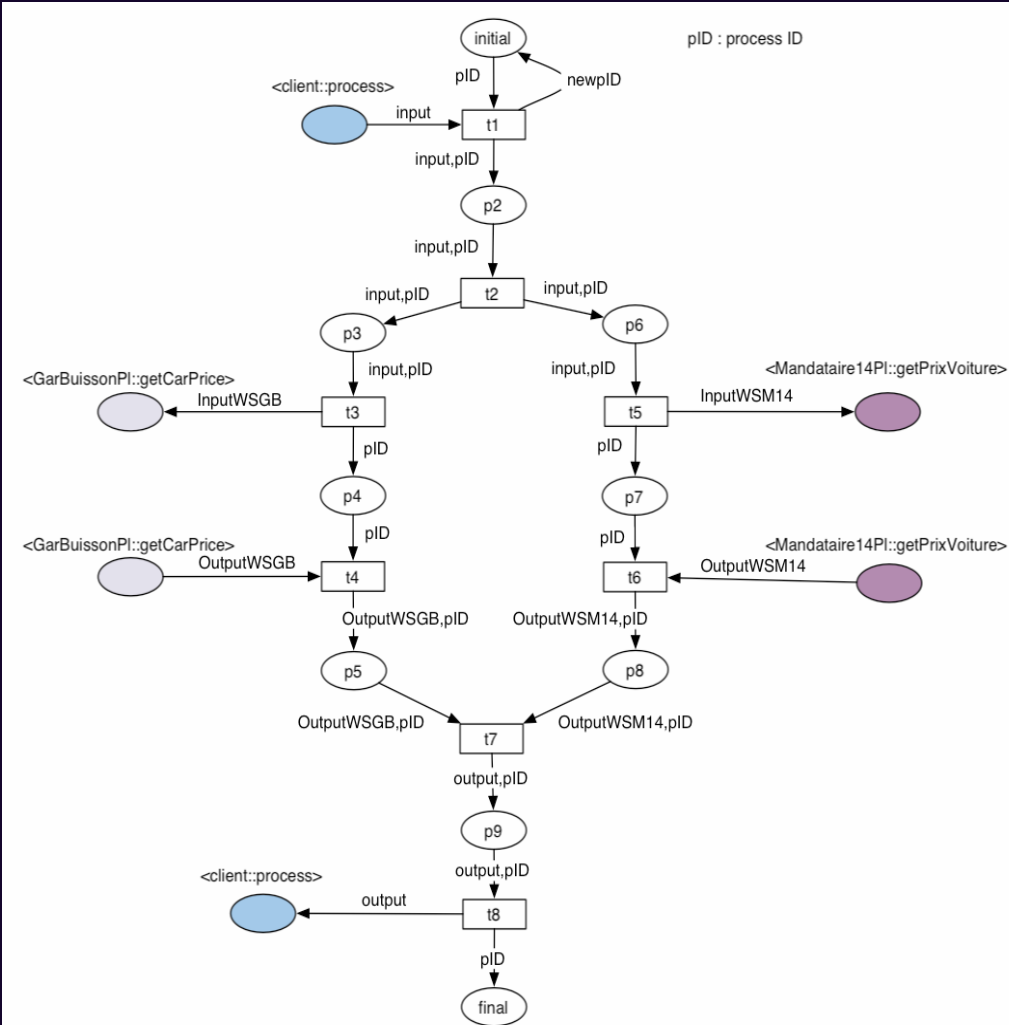 initial
pID : process ID
pID
newpID
<client::process>
input
t1
input,pID
p2
input,pID
t2
input,pID
input,pID
p3
p6
input,pID
input,pID
<GarBuissonPl::getCarPrice>
<Mandataire14Pl::getPrixVoiture>
InputWSGB
InputWSM14
t3
t5
pID
pID
p4
p7
pID
pID
<GarBuissonPl::getCarPrice>
<Mandataire14Pl::getPrixVoiture>
OutputWSGB
OutputWSM14
t4
t6
OutputWSGB,pID
OutputWSM14,pID
p5
p8
OutputWSGB,pID
OutputWSM14,pID
t7
output,pID
p9
output,pID
<client::process>
output
t8
pID
final